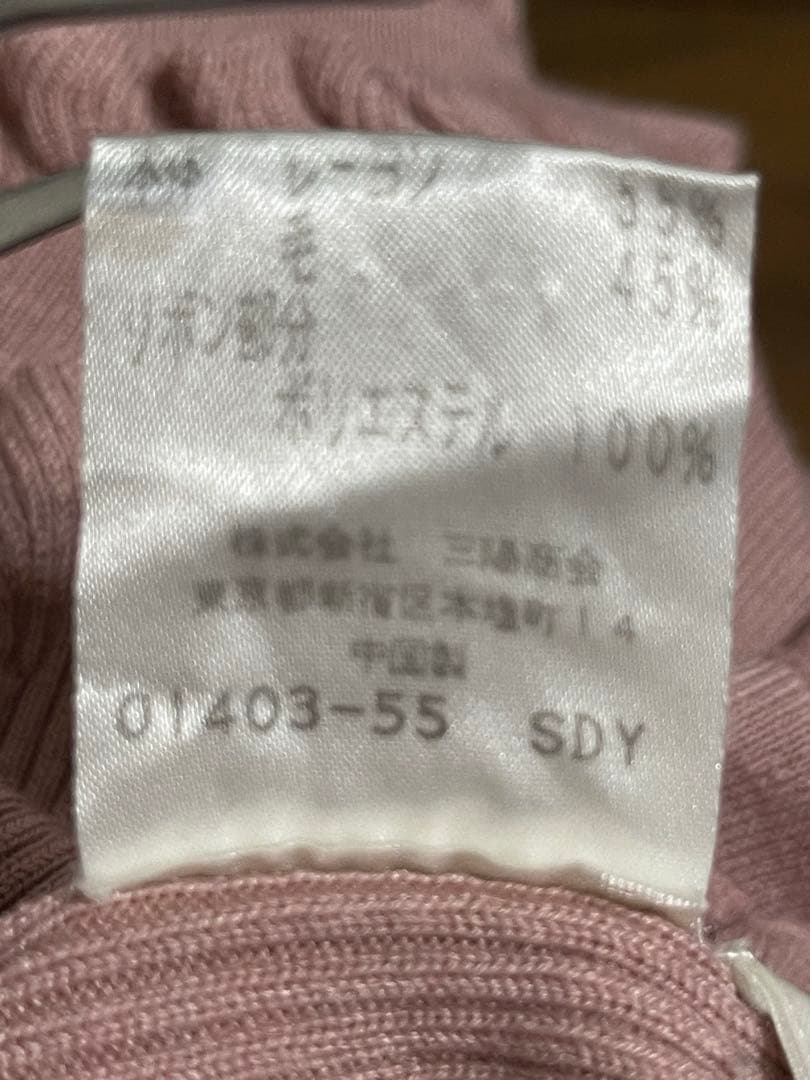 本体 レーヨン 55%
毛 45%
リボン部分
ポリエステル 100%
株式会社 三陽商会
東京都新宿区本塩町14
中国製
01403-55 SDY